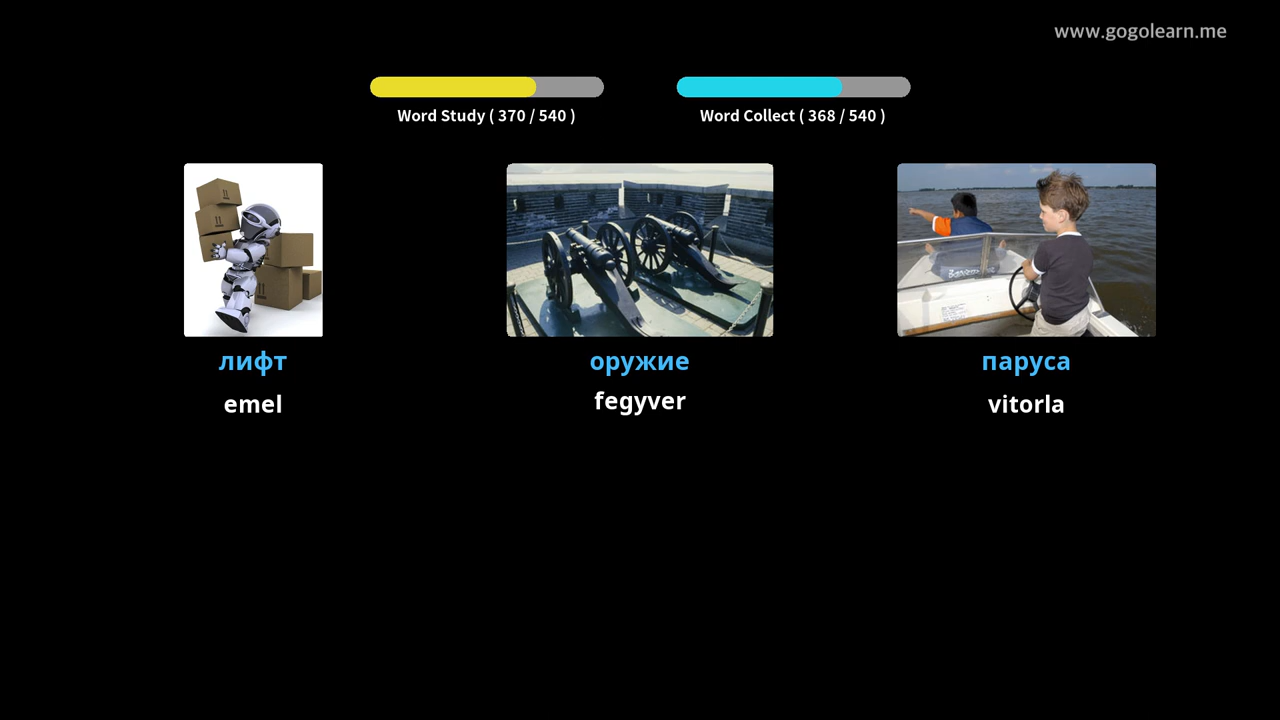 www.gogolearn.me
Word Study ( 370 / 540 )
Word Collect ( 368 / 540 )
лифт
оружие
паруса
emel
fegyver
vitorla